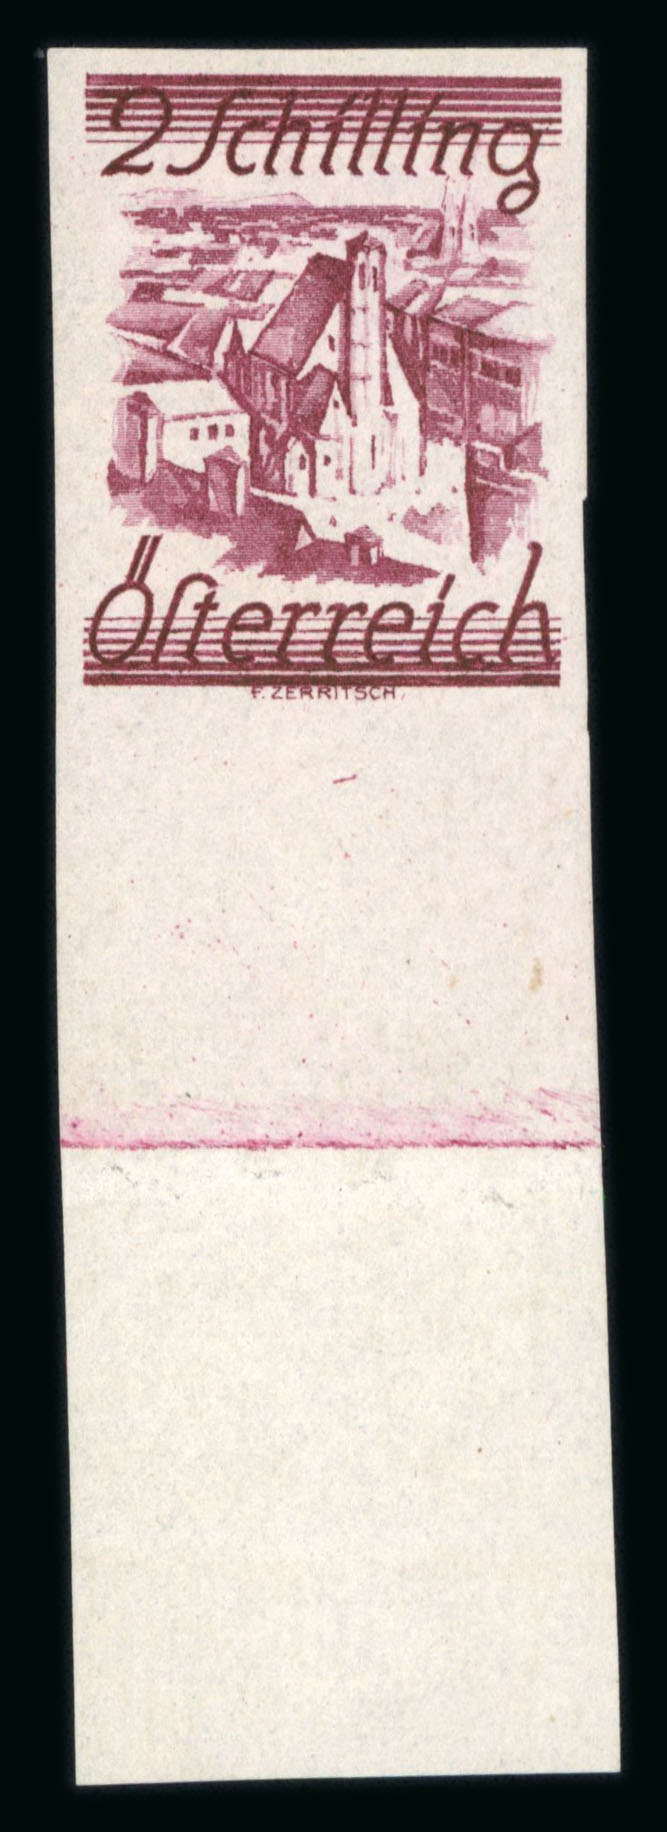 2 Schilling
Öſterreich
F. ZERRITSCH,